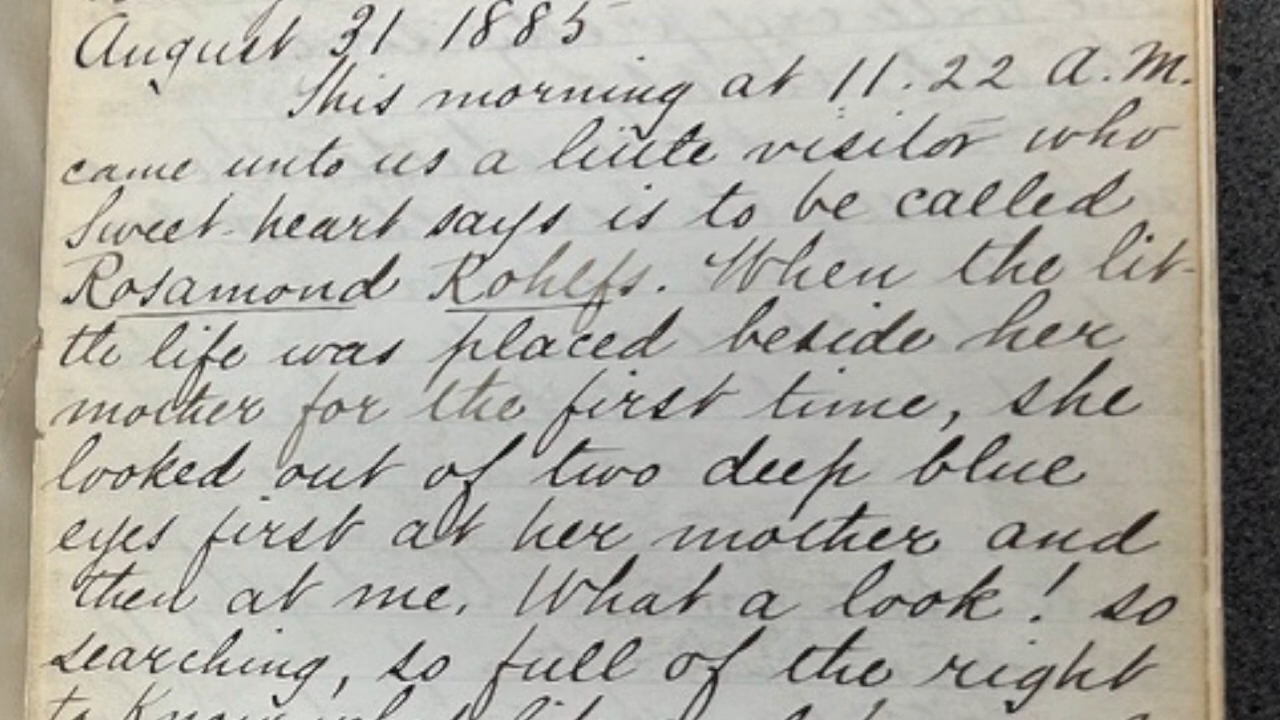 August 31 1885
This morning at 11.22 A.M.
came unto us a little visitor who
Sweet-heart says is to be called
Rosamond Rohlfs. When the lit-
tle life was placed beside her
mother for the first time, she
looked out of two deep blue
eyes first at her mother and
then at me. What a look! so
searching, so full of the right
to know